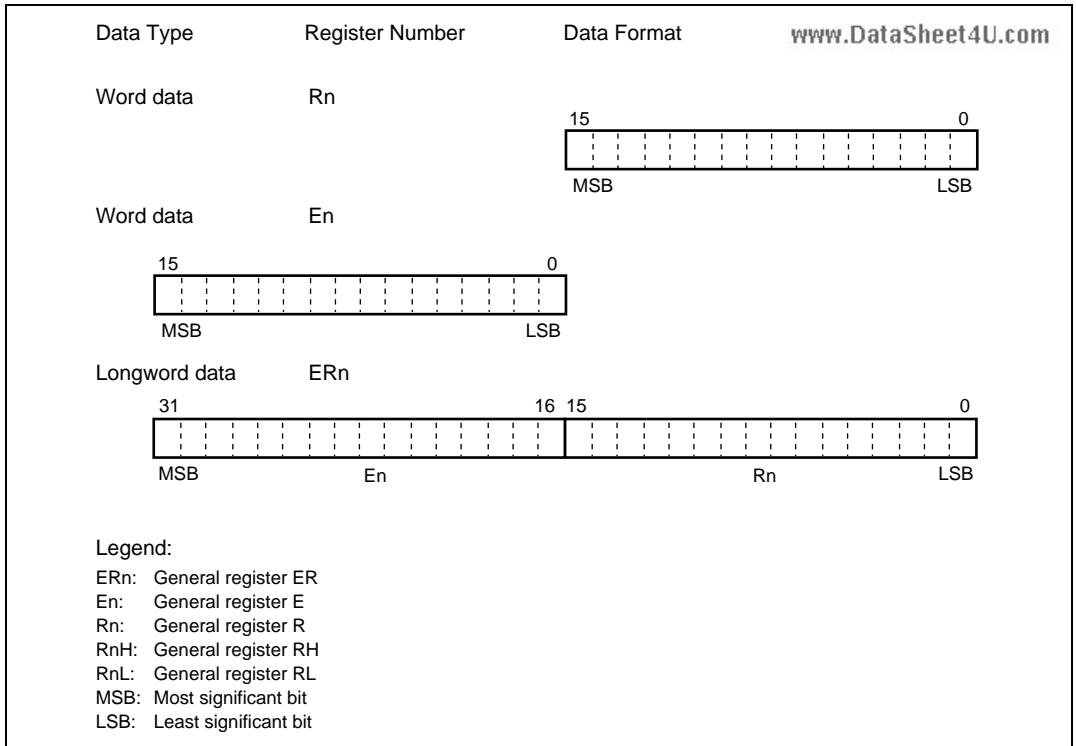 Data Type Register Number Data Format www.DataSheet4U.com
Word data Rn
15 0
MSB LSB
Word data En
15 0
MSB LSB
Longword data ERn
31 16 15 0
MSB En Rn LSB
Legend:
ERn: General register ER
En: General register E
Rn: General register R
RnH: General register RH
RnL: General register RL
MSB: Most significant bit
LSB: Least significant bit